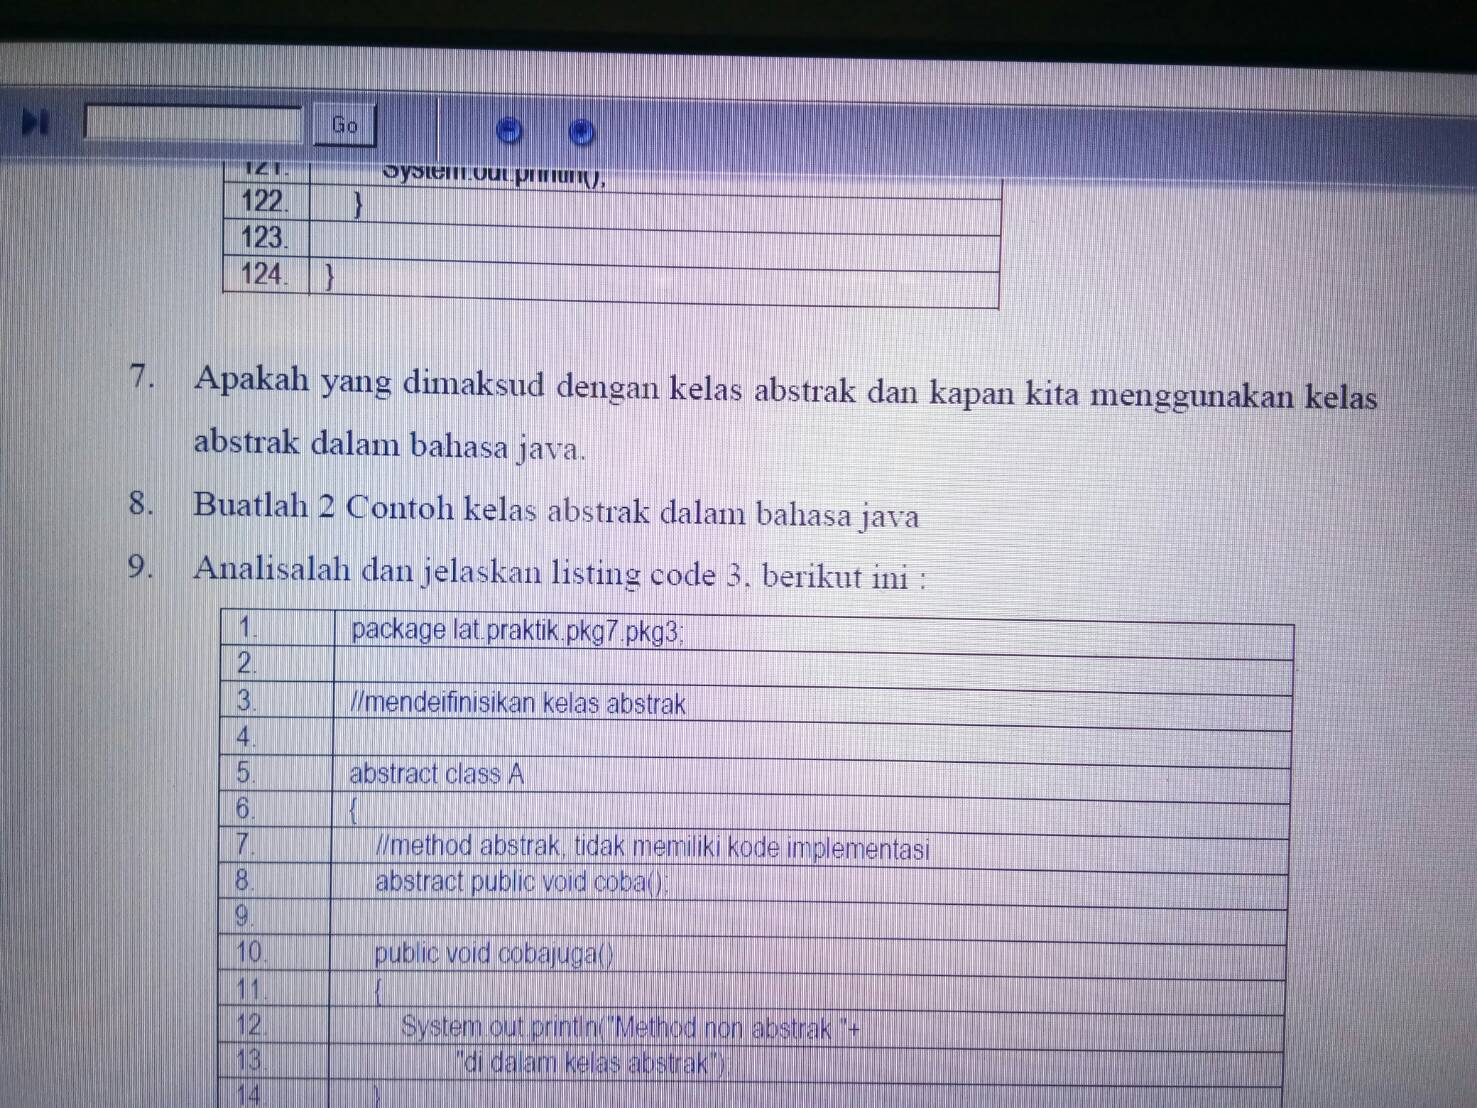 Go
121. System.out.println();
122. }
123.
124. }
7. Apakah yang dimaksud dengan kelas abstrak dan kapan kita menggunakan kelas
abstrak dalam bahasa java.
8. Buatlah 2 Contoh kelas abstrak dalam bahasa java
9. Analisalah dan jelaskan listing code 3. berikut ini :
1. package lat.praktik.pkg7.pkg3;
2.
3. //mendeifinisikan kelas abstrak
4.
5. abstract class A
6. {
7. //method abstrak, tidak memiliki kode implementasi
8. abstract public void coba();
9.
10. public void cobajuga()
11. {
12. System.out.println("Method non abstrak "+
13. "di dalam kelas abstrak");
14. }